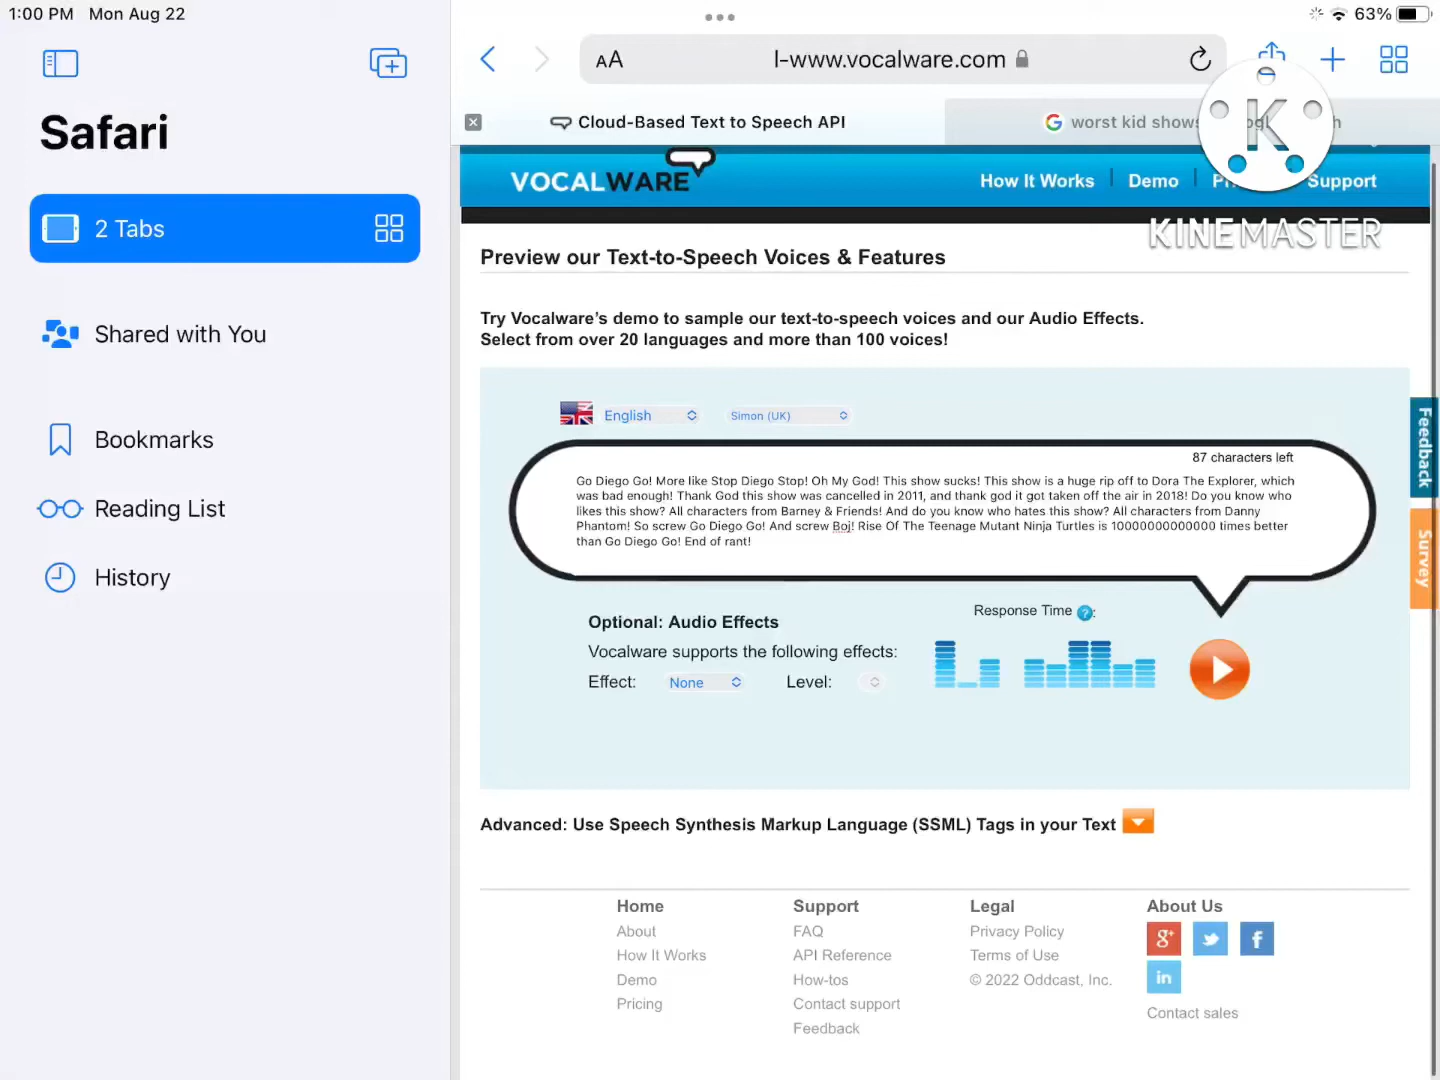 1:00 PM Mon Aug 22
63%
Safari
2 Tabs
Shared with You
Bookmarks
Reading List
History
AA
l-www.vocalware.com
Cloud-Based Text to Speech API
worst kid shows
K
KINEMASTER
VOCALWARE
How It Works
Demo
Support
Preview our Text-to-Speech Voices & Features
Try Vocalware's demo to sample our text-to-speech voices and our Audio Effects.
Select from over 20 languages and more than 100 voices!
English
Simon (UK)
87 characters left
Go Diego Go! More like Stop Diego Stop! Oh My God! This show sucks! This show is a huge rip off to Dora The Explorer, which
was bad enough! Thank God this show was cancelled in 2011, and thank god it got taken off the air in 2018! Do you know who
likes this show? All characters from Barney & Friends! And do you know who hates this show? All characters from Danny
Phantom! So screw Go Diego Go! And screw Boj! Rise Of The Teenage Mutant Ninja Turtles is 10000000000000 times better
than Go Diego Go! End of rant!
Feedback
Survey
Optional: Audio Effects
Vocalware supports the following effects:
Effect: None
Level:
Response Time ?:
Advanced: Use Speech Synthesis Markup Language (SSML) Tags in your Text
Home
About
How It Works
Demo
Pricing
Support
FAQ
API Reference
How-tos
Contact support
Feedback
Legal
Privacy Policy
Terms of Use
© 2022 Oddcast, Inc.
About Us
g+
f
in
Contact sales